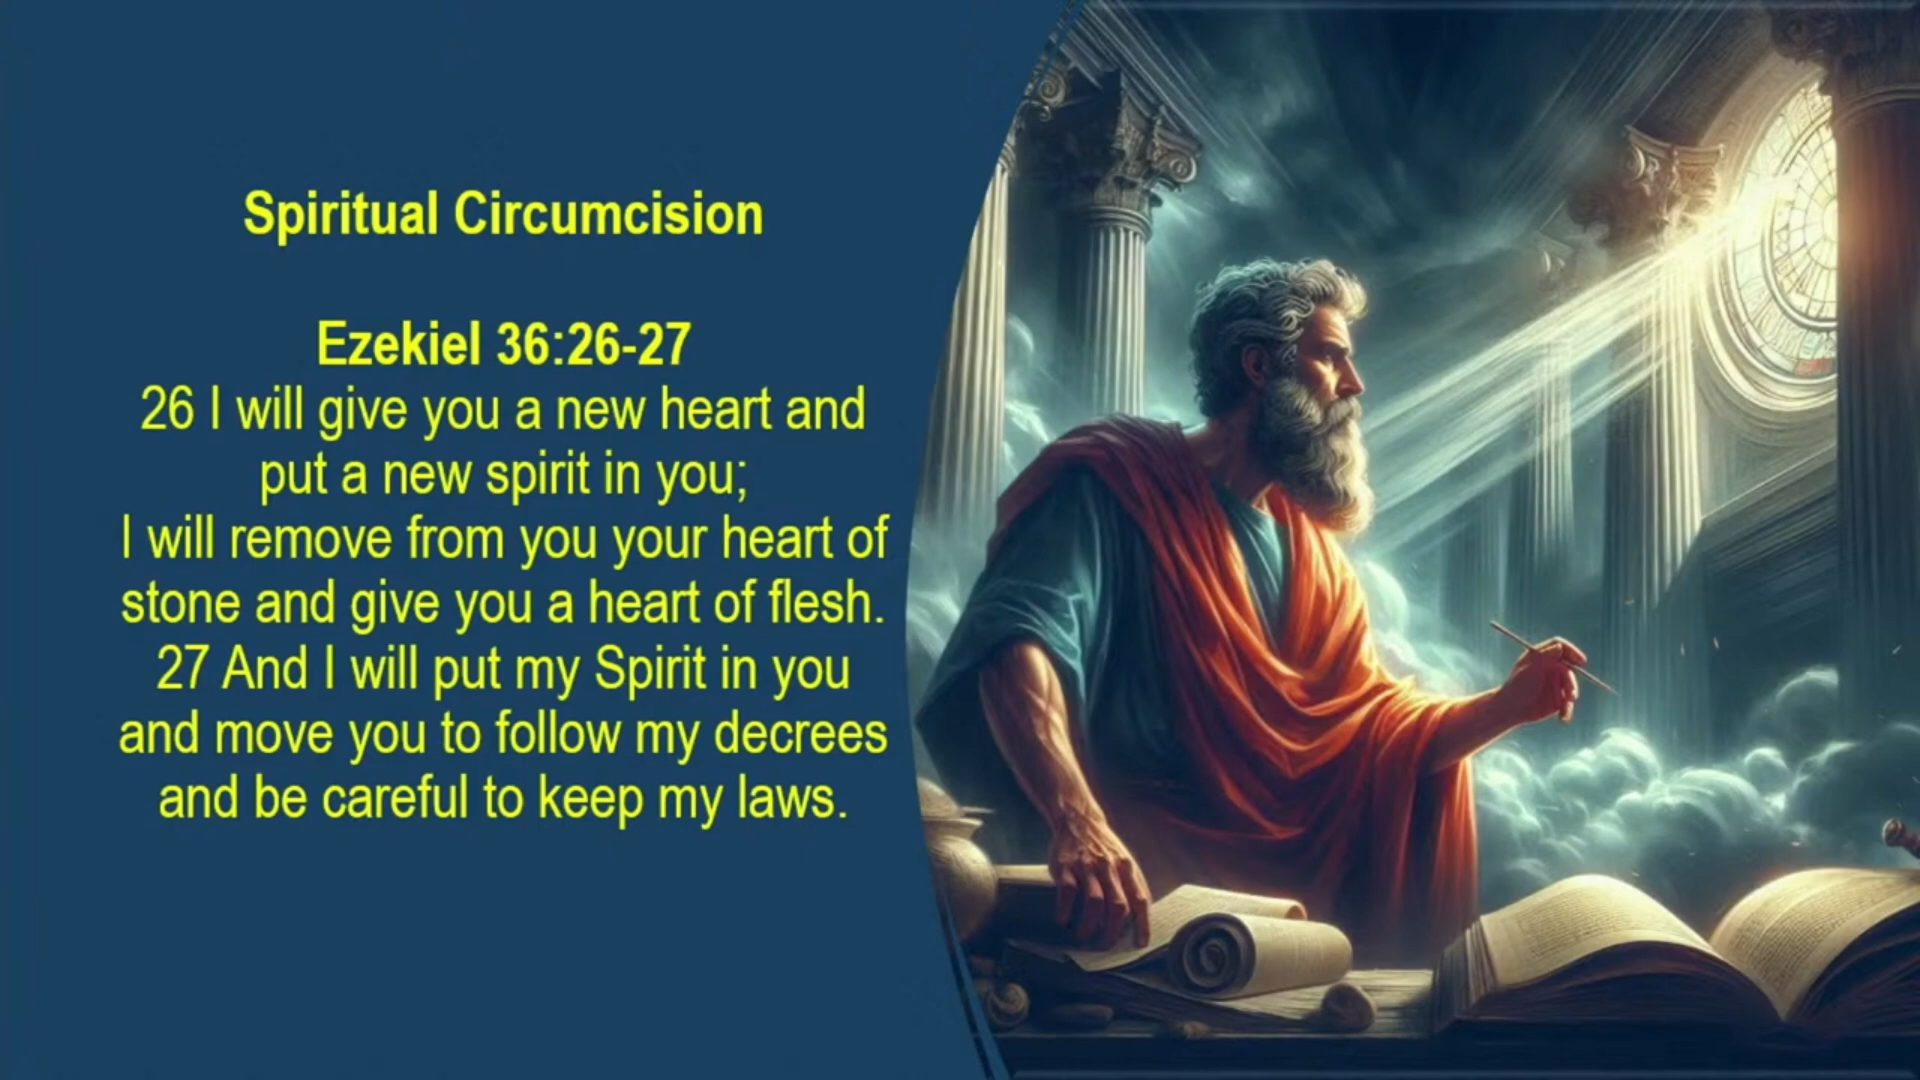 Spiritual Circumcision
Ezekiel 36:26-27
26 I will give you a new heart and
put a new spirit in you;
I will remove from you your heart of
stone and give you a heart of flesh.
27 And I will put my Spirit in you
and move you to follow my decrees
and be careful to keep my laws.